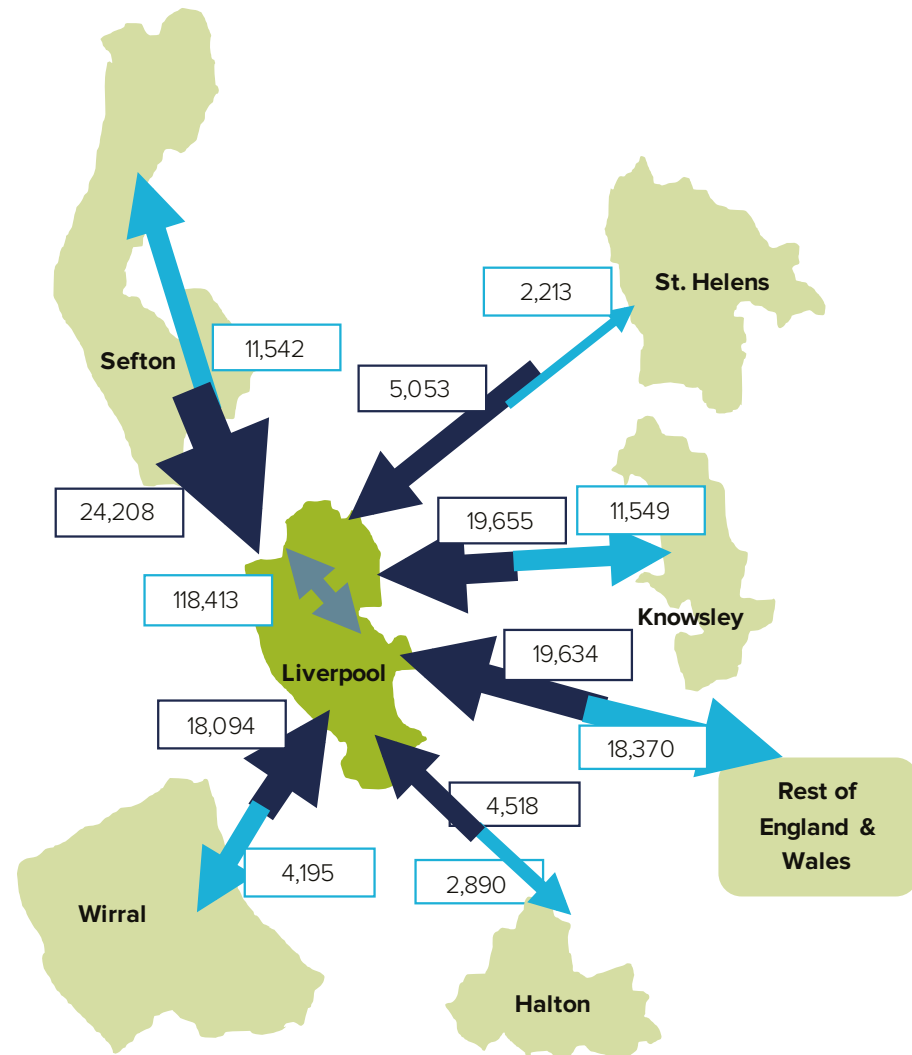 St. Helens
2,213
11,542
Sefton
5,053
24,208
19,655
11,549
118,413
Knowsley
19,634
Liverpool
18,094
18,370
Rest of
England &
Wales
4,518
4,195
2,890
Wirral
Halton